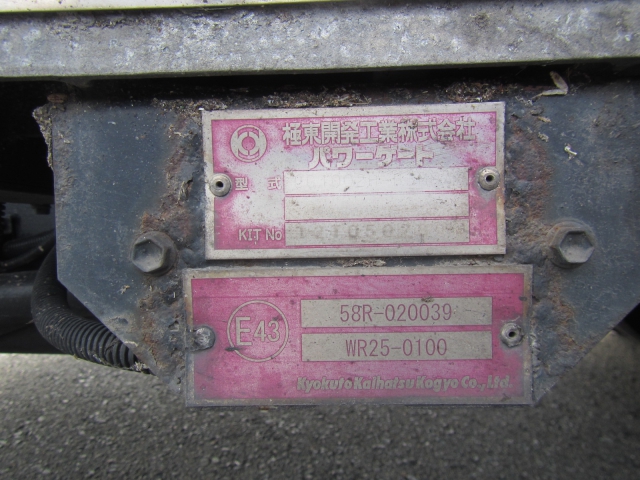 極東開発工業株式会社
パワーゲート
型式
KIT No
E43
58R-020039
WR25-0100
Kyokuto Kaihatsu Kogyo Co., Ltd.